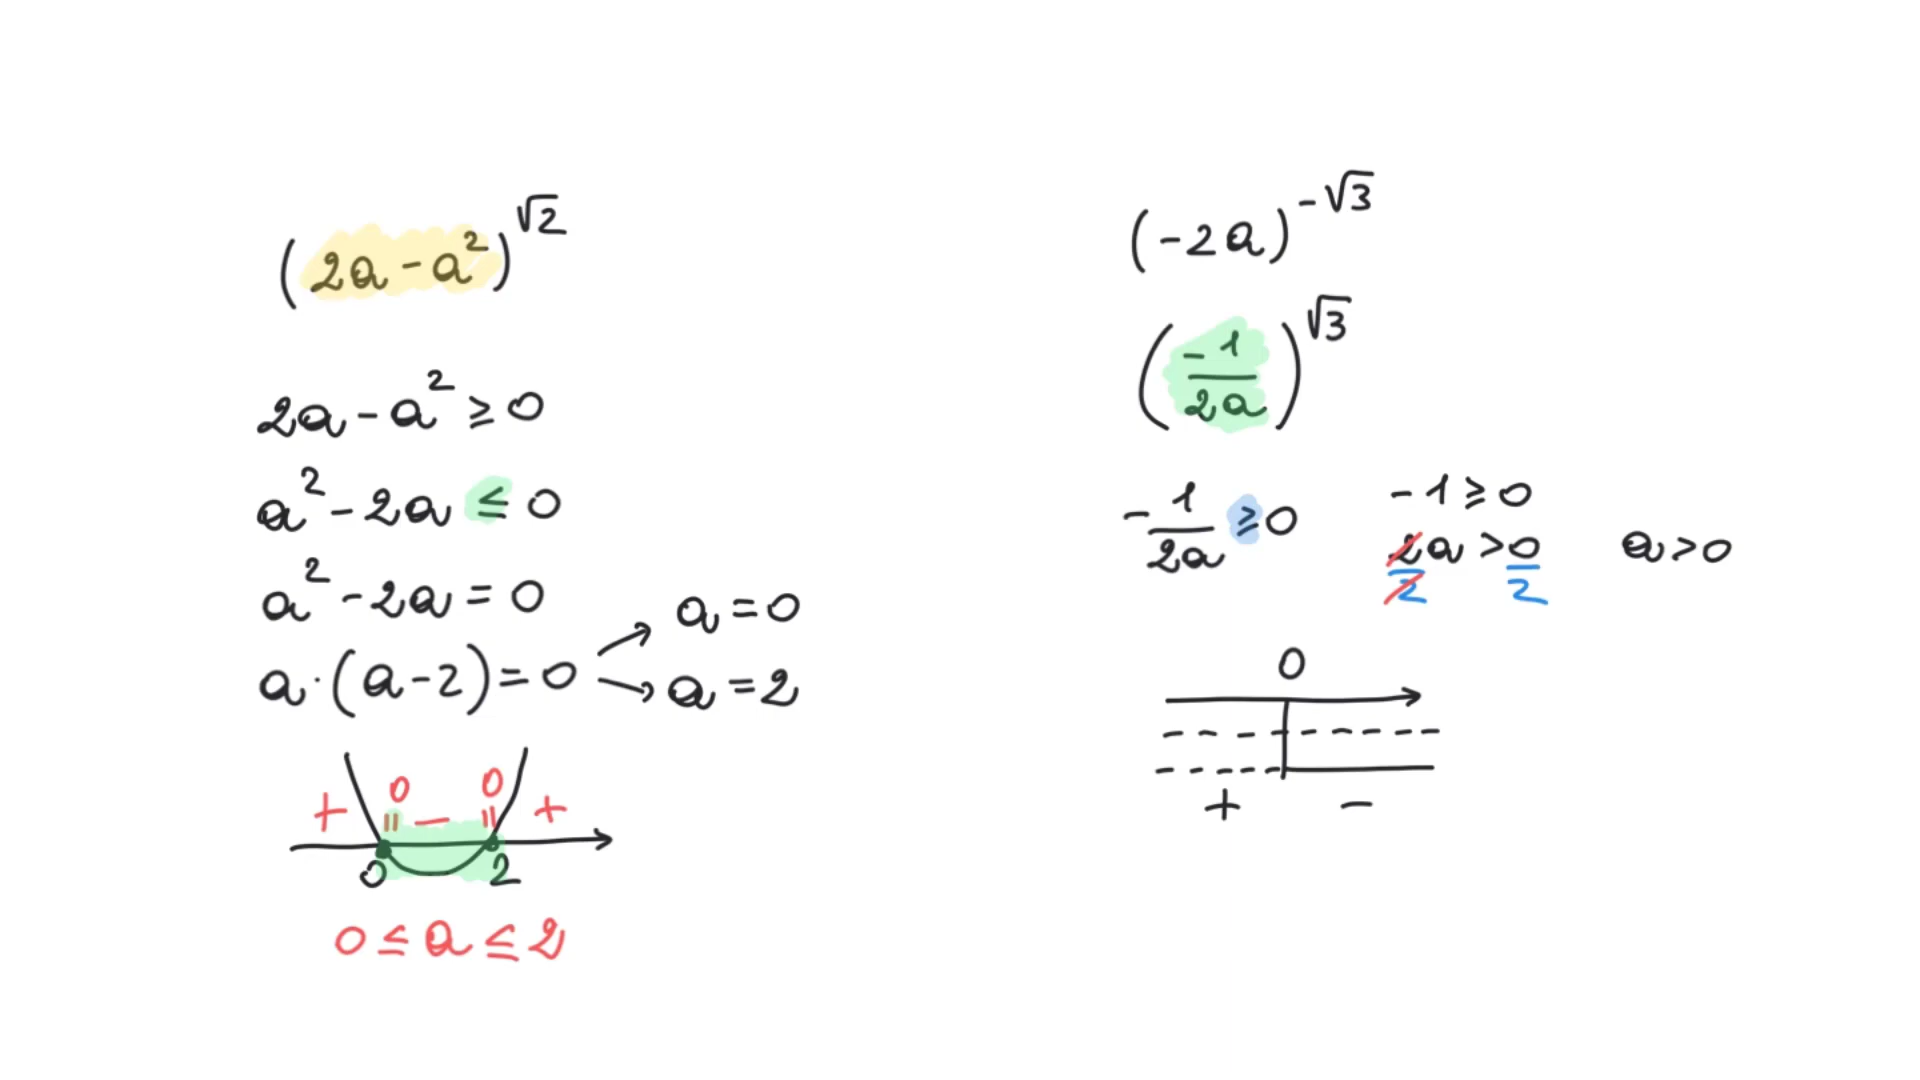 (2a - a²)^√2
2a - a² ≥ 0
a² - 2a ≤ 0
a² - 2a = 0
a · (a - 2) = 0
a = 0
a = 2
+ 0 − 0 +
= =
0 2
0 ≤ a ≤ 2
(-2a)^-√3
(-1/2a)^√3
-1/2a ≥ 0
-1 ≥ 0
2a/2 > 0/2
a > 0
0
+ −